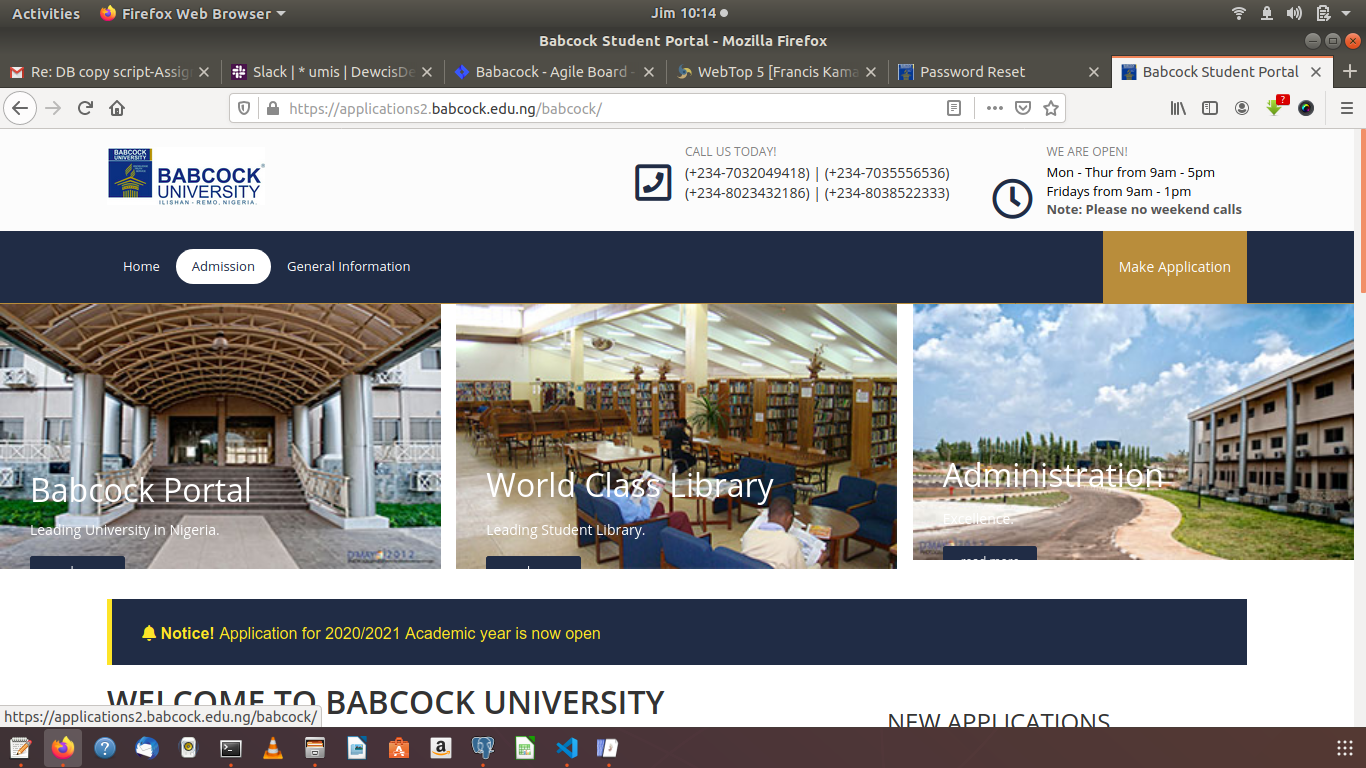 Activities
Firefox Web Browser
Jim 10:14
Babcock Student Portal - Mozilla Firefox
Re: DB copy script-Assig
Slack | * umis | DewcisDe
Babacock - Agile Board -
WebTop 5 [Francis Kama
Password Reset
Babcock Student Portal
https://applications2.babcock.edu.ng/babcock/
BABCOCK
UNIVERSITY
BABCOCK
UNIVERSITY
ILISHAN - REMO, NIGERIA.
CALL US TODAY!
(+234-7032049418) | (+234-7035556536)
(+234-8023432186) | (+234-8038522333)
WE ARE OPEN!
Mon - Thur from 9am - 5pm
Fridays from 9am - 1pm
Note: Please no weekend calls
Home
Admission
General Information
Make Application
Babcock Portal
Leading University in Nigeria.
World Class Library
Leading Student Library.
Administration
Excellence.
read more
Notice! Application for 2020/2021 Academic year is now open
WELCOME TO BABCOCK UNIVERSITY
NEW APPLICATIONS
https://applications2.babcock.edu.ng/babcock/